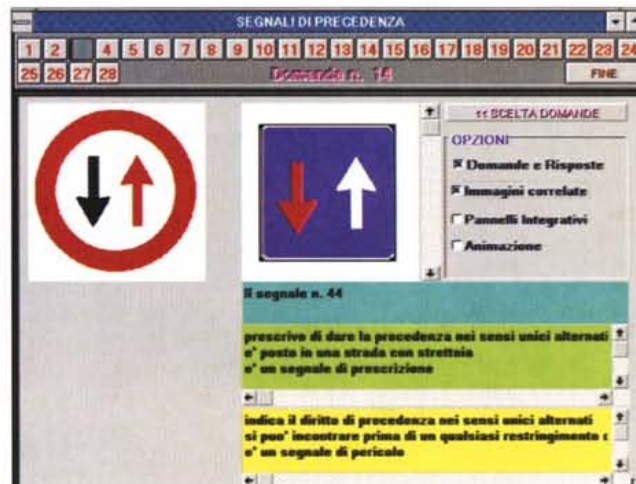 SEGNALI DI PRECEDENZA
1 2 3 4 5 6 7 8 9 10 11 12 13 14 15 16 17 18 19 20 21 22 23 24
25 26 27 28 Domanda n. 14 FINE
<< SCELTA DOMANDE
OPZIONI
Domande e Risposte
Immagini correlate
Pannelli Integrativi
Animazione
Il segnale n. 44
prescrive di dare la precedenza nei sensi unici alternati
e' posto in una strada con strettoia
e' un segnale di prescrizione
indica il diritto di precedenza nei sensi unici alternati
si puo' incontrare prima di un qualsiasi restringimento c
e' un segnale di pericolo